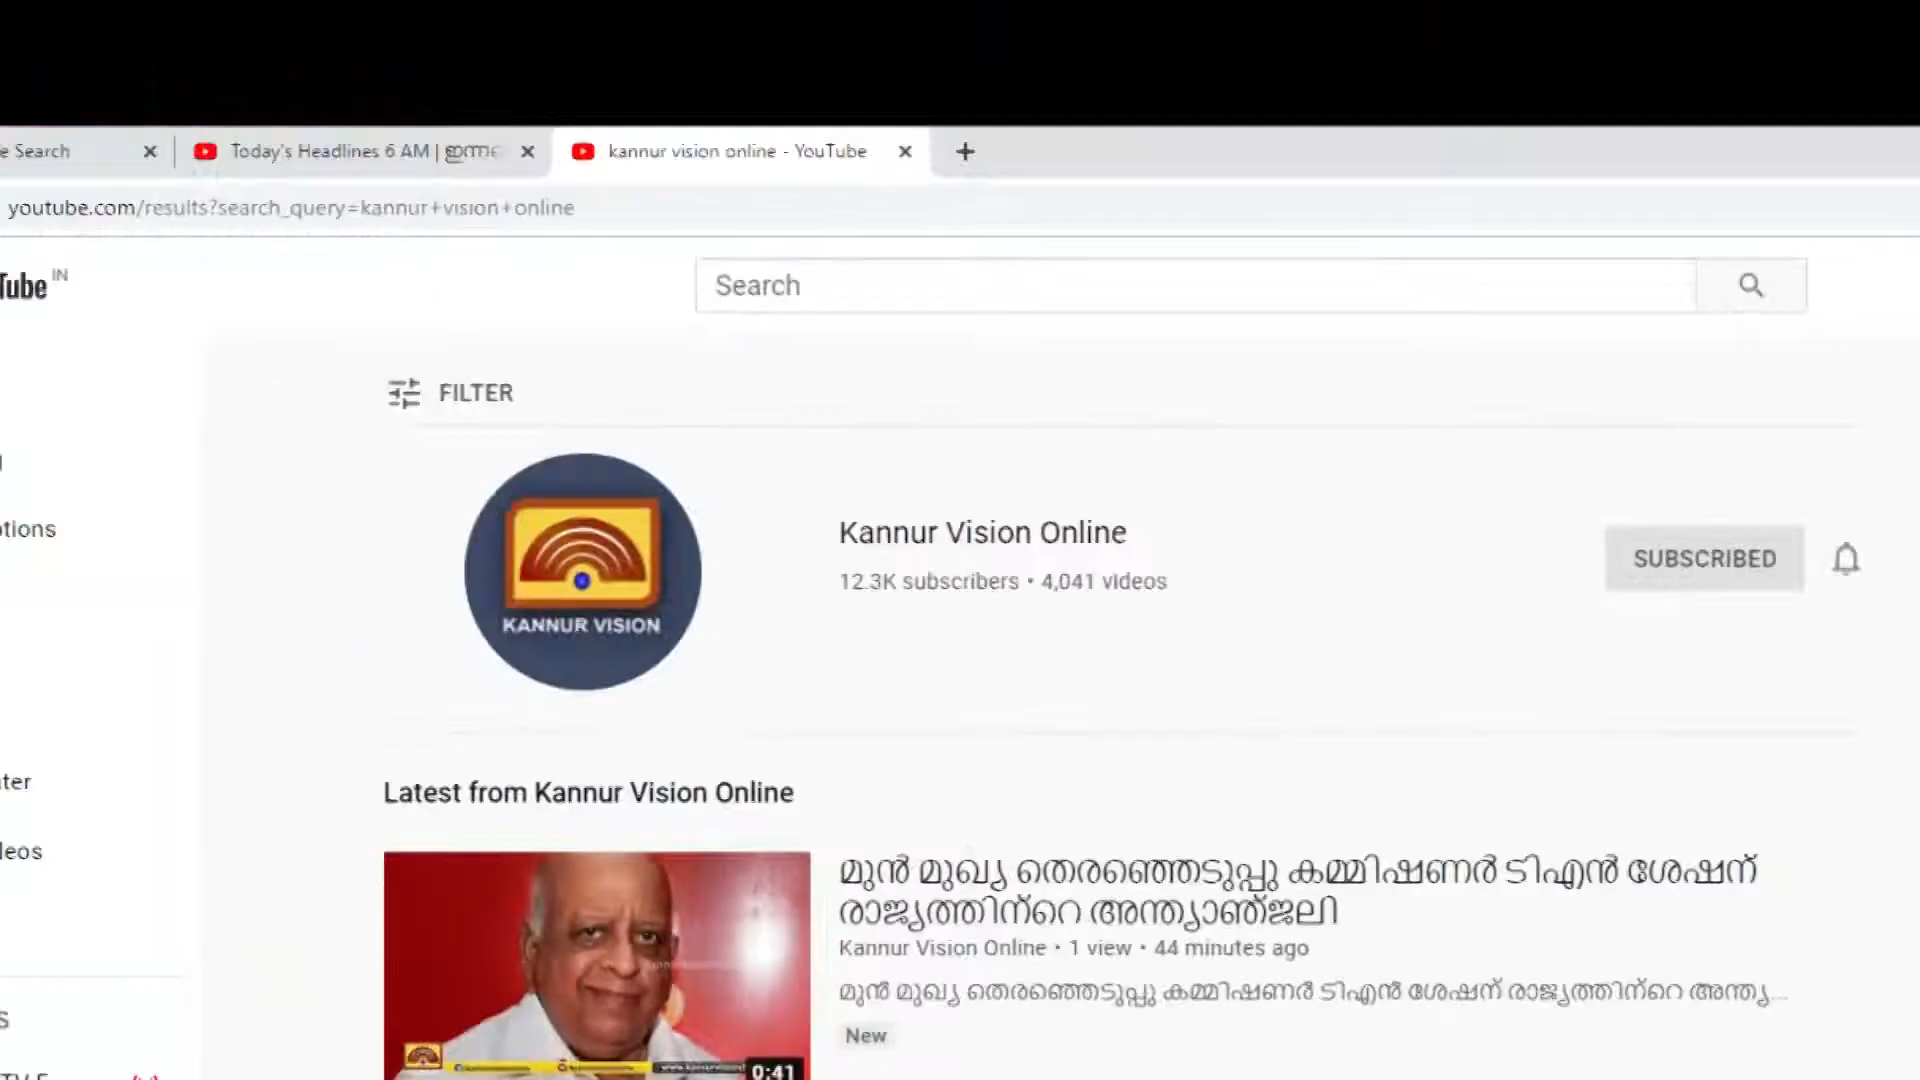 e Search
Today's Headlines 6 AM |
kannur vision online - YouTube
youtube.com/results?search_query=kannur+vision+online
Tube IN
Search
FILTER
KANNUR VISION
Kannur Vision Online
12.3K subscribers • 4,041 videos
SUBSCRIBED
otions
ter
leos
Latest from Kannur Vision Online
മുൻ മുഖ്യ തെരഞ്ഞെടുപ്പു കമ്മിഷണർ ടിഎൻ ശേഷന്
രാജ്യത്തിന്റെ അന്ത്യാഞ്ജലി
Kannur Vision Online • 1 view • 44 minutes ago
മുൻ മുഖ്യ തെരഞ്ഞെടുപ്പു കമ്മിഷണർ ടിഎൻ ശേഷന് രാജ്യത്തിന്റെ അന്ത്യ...
New
0:41
S